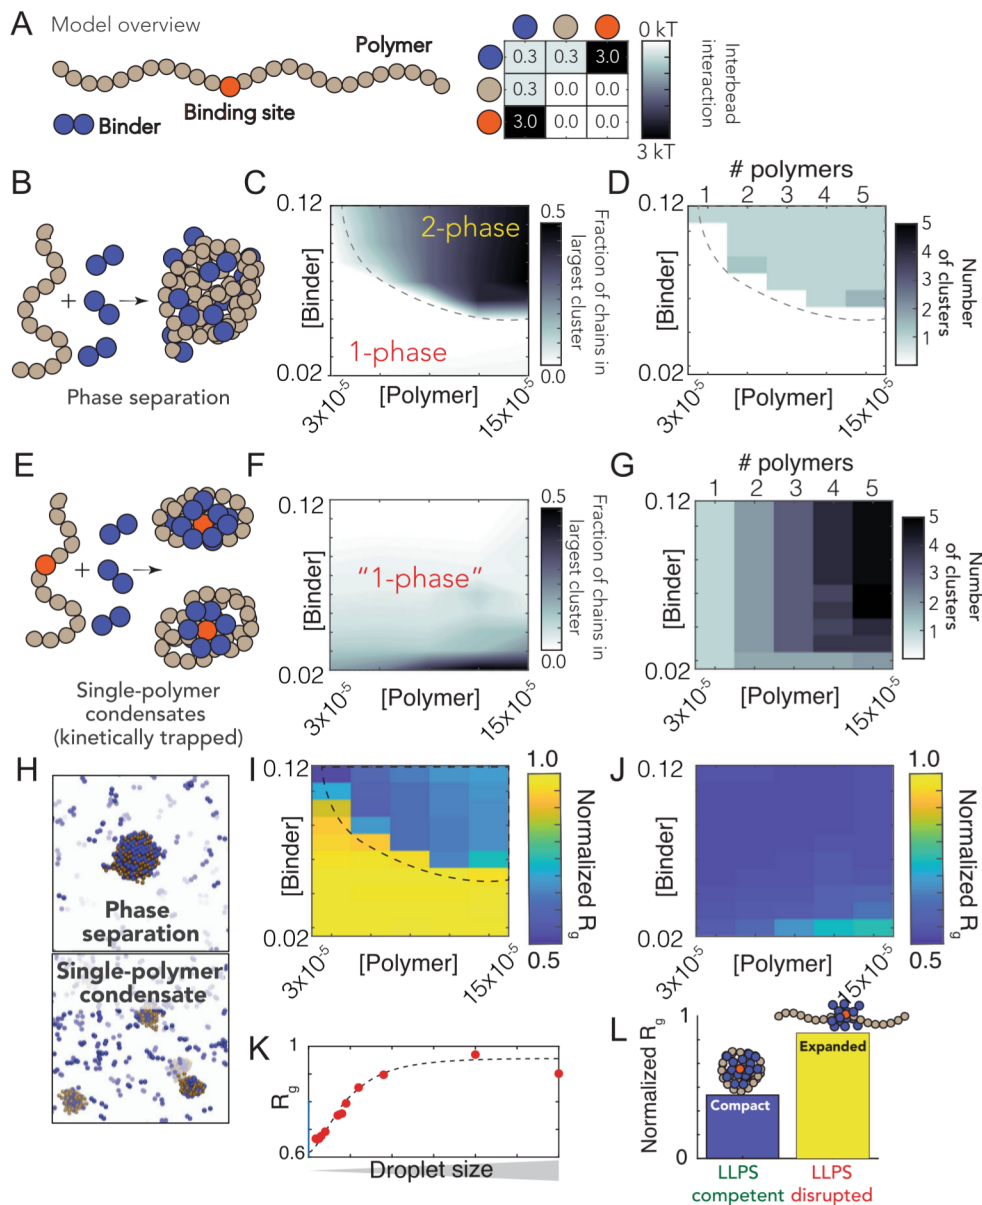 A
Model overview
Polymer
Binding site
Binder
0.3 0.3 3.0
0.3 0.0 0.0
3.0 0.0 0.0
0 kT
3 kT
Interbead
interaction
B
+
Phase separation
C
0.12
[Binder]
0.02
2-phase
1-phase
3x10-5
[Polymer]
15x10-5
0.5
0.0
Fraction of chains in
largest cluster
D
# polymers
1 2 3 4 5
0.12
[Binder]
0.02
3x10-5
[Polymer]
15x10-5
5
4
3
2
1
Number
of clusters
E
+
Single-polymer
condensates
(kinetically trapped)
F
0.12
[Binder]
0.02
“1-phase”
3x10-5
[Polymer]
15x10-5
0.5
0.0
Fraction of chains in
largest cluster
G
# polymers
1 2 3 4 5
0.12
[Binder]
0.02
3x10-5
[Polymer]
15x10-5
5
4
3
2
1
Number
of clusters
H
Phase
separation
Single-polymer
condensate
I
0.12
[Binder]
0.02
3x10-5
[Polymer]
15x10-5
1.0
0.5
Normalized Rg
J
0.12
[Binder]
0.02
3x10-5
[Polymer]
15x10-5
1.0
0.5
Normalized Rg
K
1
Rg
0.6
Droplet size
L
1
Normalized Rg
0
Compact
Expanded
LLPS
competent
LLPS
disrupted